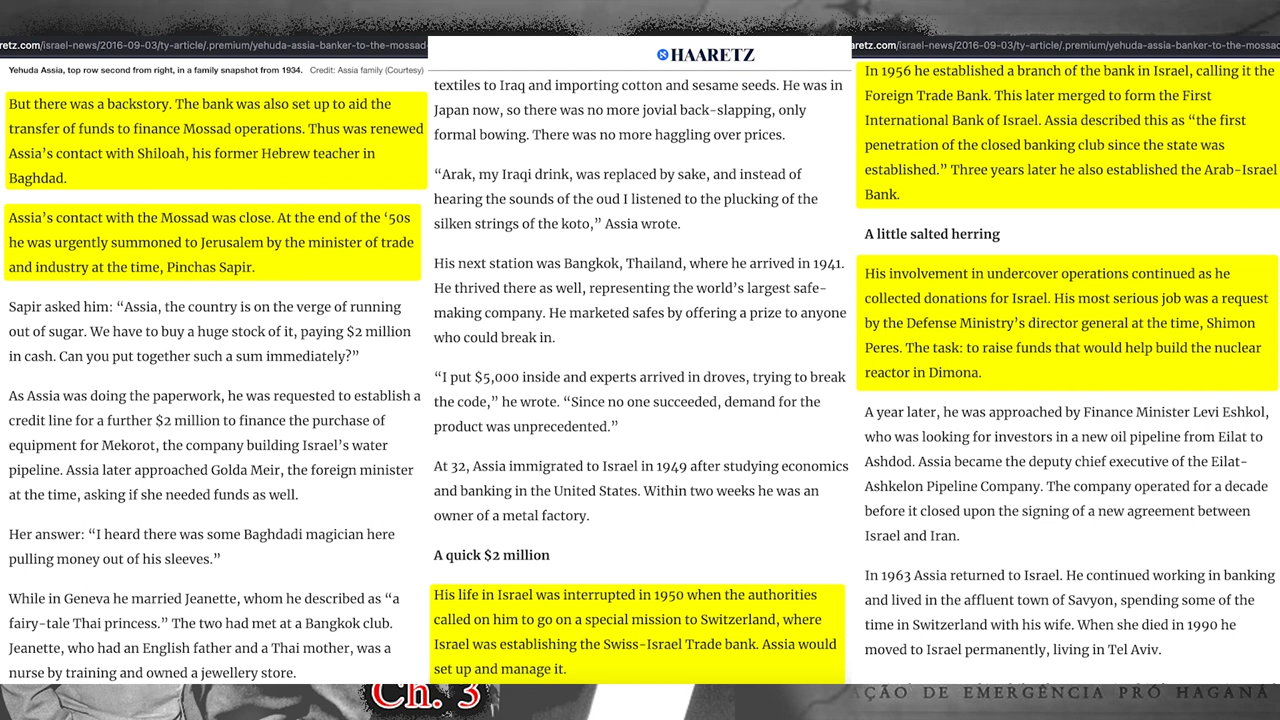 retz.com/israel-news/2016-09-03/ty-article/.premium/yehuda-assia-banker-to-the-mossad
Yehuda Assia, top row second from right, in a family snapshot from 1934. Credit: Assia family (Courtesy)
But there was a backstory. The bank was also set up to aid the
transfer of funds to finance Mossad operations. Thus was renewed
Assia’s contact with Shiloah, his former Hebrew teacher in
Baghdad.
Assia’s contact with the Mossad was close. At the end of the ‘50s
he was urgently summoned to Jerusalem by the minister of trade
and industry at the time, Pinchas Sapir.
Sapir asked him: “Assia, the country is on the verge of running
out of sugar. We have to buy a huge stock of it, paying $2 million
in cash. Can you put together such a sum immediately?”
As Assia was doing the paperwork, he was requested to establish a
credit line for a further $2 million to finance the purchase of
equipment for Mekorot, the company building Israel’s water
pipeline. Assia later approached Golda Meir, the foreign minister
at the time, asking if she needed funds as well.
Her answer: “I heard there was some Baghdadi magician here
pulling money out of his sleeves.”
While in Geneva he married Jeanette, whom he described as “a
fairy-tale Thai princess.” The two had met at a Bangkok club.
Jeanette, who had an English father and a Thai mother, was a
nurse by training and owned a jewellery store.
HAARETZ
textiles to Iraq and importing cotton and sesame seeds. He was in
Japan now, so there was no more jovial back-slapping, only
formal bowing. There was no more haggling over prices.
“Arak, my Iraqi drink, was replaced by sake, and instead of
hearing the sounds of the oud I listened to the plucking of the
silken strings of the koto,” Assia wrote.
His next station was Bangkok, Thailand, where he arrived in 1941.
He thrived there as well, representing the world’s largest safe-
making company. He marketed safes by offering a prize to anyone
who could break in.
“I put $5,000 inside and experts arrived in droves, trying to break
the code,” he wrote. “Since no one succeeded, demand for the
product was unprecedented.”
At 32, Assia immigrated to Israel in 1949 after studying economics
and banking in the United States. Within two weeks he was an
owner of a metal factory.
A quick $2 million
His life in Israel was interrupted in 1950 when the authorities
called on him to go on a special mission to Switzerland, where
Israel was establishing the Swiss-Israel Trade bank. Assia would
set up and manage it.
aretz.com/israel-news/2016-09-03/ty-article/.premium/yehuda-assia-banker-to-the-mossad
In 1956 he established a branch of the bank in Israel, calling it the
Foreign Trade Bank. This later merged to form the First
International Bank of Israel. Assia described this as “the first
penetration of the closed banking club since the state was
established.” Three years later he also established the Arab-Israel
Bank.
A little salted herring
His involvement in undercover operations continued as he
collected donations for Israel. His most serious job was a request
by the Defense Ministry’s director general at the time, Shimon
Peres. The task: to raise funds that would help build the nuclear
reactor in Dimona.
A year later, he was approached by Finance Minister Levi Eshkol,
who was looking for investors in a new oil pipeline from Eilat to
Ashdod. Assia became the deputy chief executive of the Eilat-
Ashkelon Pipeline Company. The company operated for a decade
before it closed upon the signing of a new agreement between
Israel and Iran.
In 1963 Assia returned to Israel. He continued working in banking
and lived in the affluent town of Savyon, spending some of the
time in Switzerland with his wife. When she died in 1990 he
moved to Israel permanently, living in Tel Aviv.
Ch. 3
AÇÃO DE EMERGÊNCIA PRÓ HAGANÁ